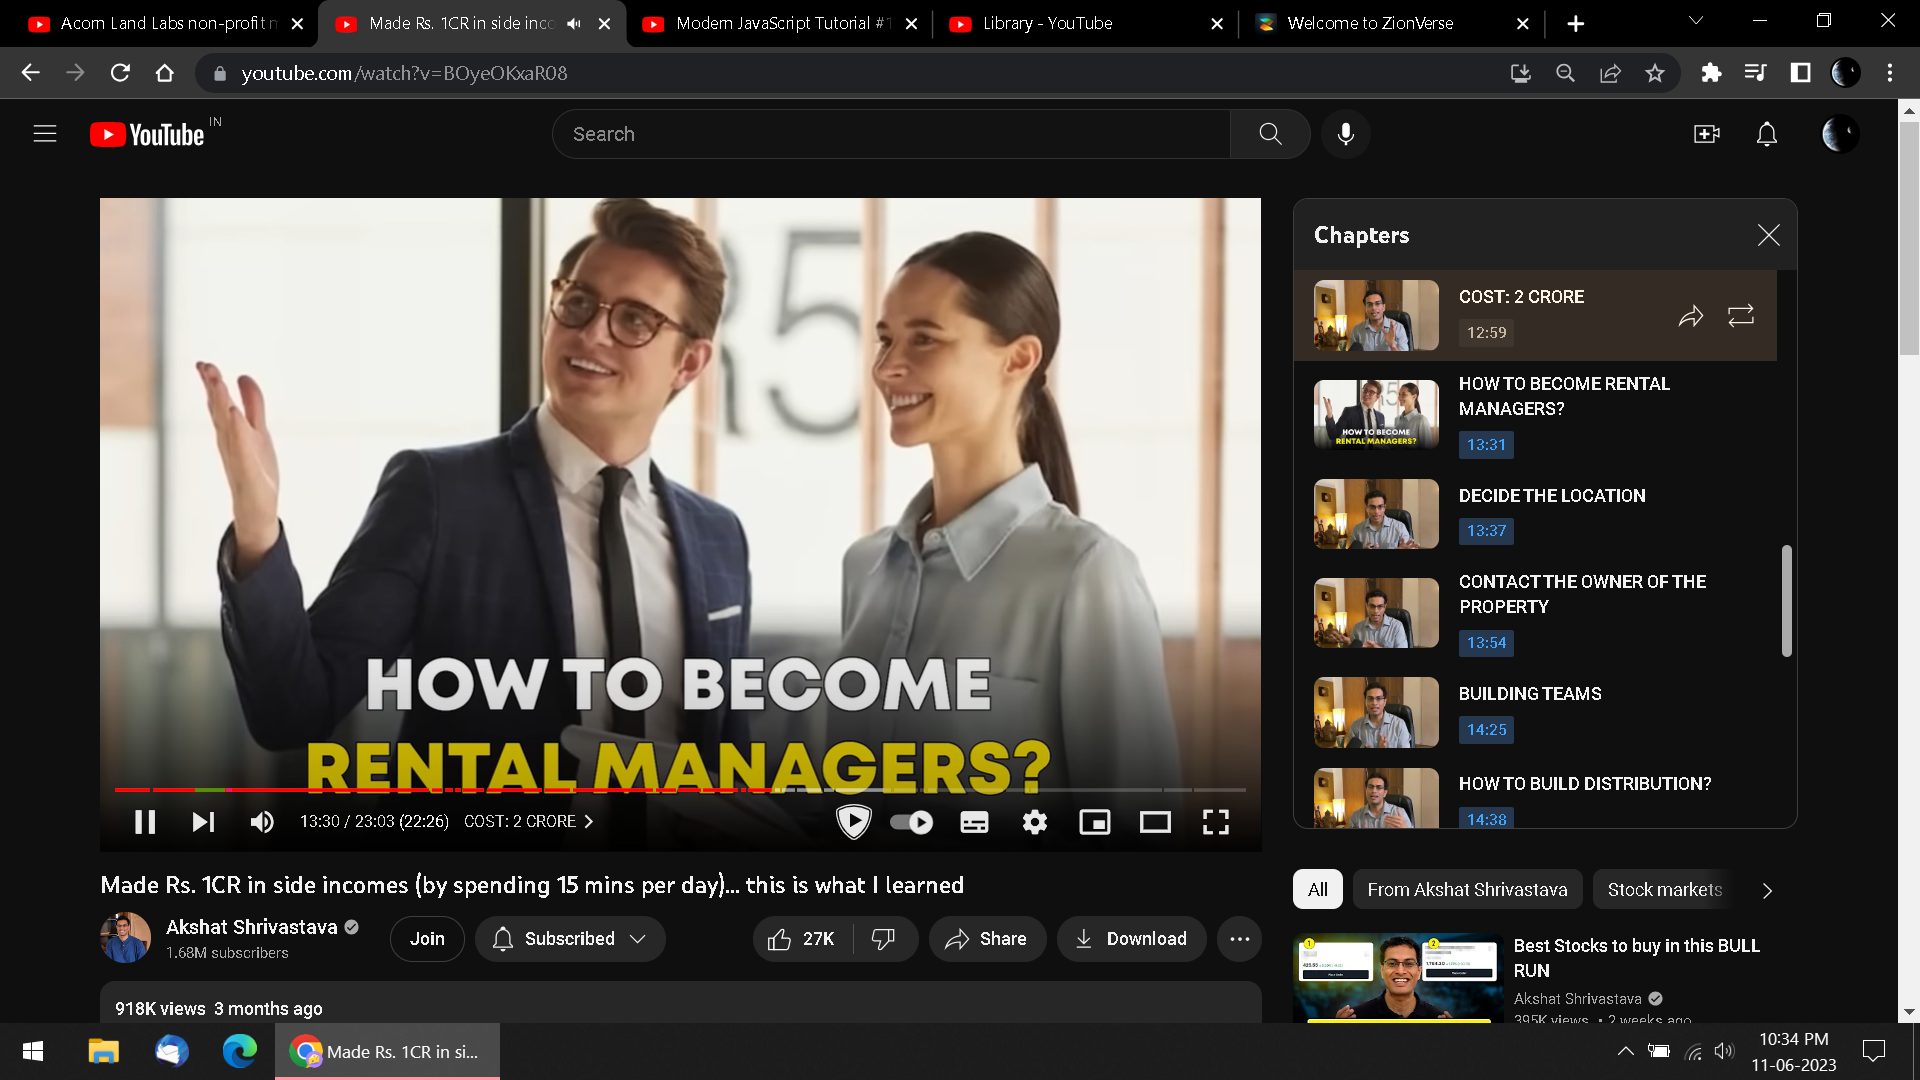 Acorn Land Labs non-profit
Made Rs. 1CR in side inco
Modern JavaScript Tutorial #1
Library - YouTube
Welcome to ZionVerse
youtube.com/watch?v=BOyeOKxaR08
YouTube IN
Search
HOW TO BECOME
RENTAL MANAGERS?
13:30 / 23:03 (22:26) COST: 2 CRORE
Made Rs. 1CR in side incomes (by spending 15 mins per day)... this is what I learned
Akshat Shrivastava
1.68M subscribers
Join
Subscribed
27K
Share
Download
918K views 3 months ago
Chapters
COST: 2 CRORE
12:59
HOW TO BECOME
RENTAL MANAGERS?
HOW TO BECOME RENTAL
MANAGERS?
13:31
DECIDE THE LOCATION
13:37
CONTACT THE OWNER OF THE
PROPERTY
13:54
BUILDING TEAMS
14:25
HOW TO BUILD DISTRIBUTION?
14:38
All
From Akshat Shrivastava
Stock markets
1
2
Best Stocks to buy in this BULL
RUN
Akshat Shrivastava
395K views • 2 weeks ago
Made Rs. 1CR in si...
10:34 PM
11-06-2023